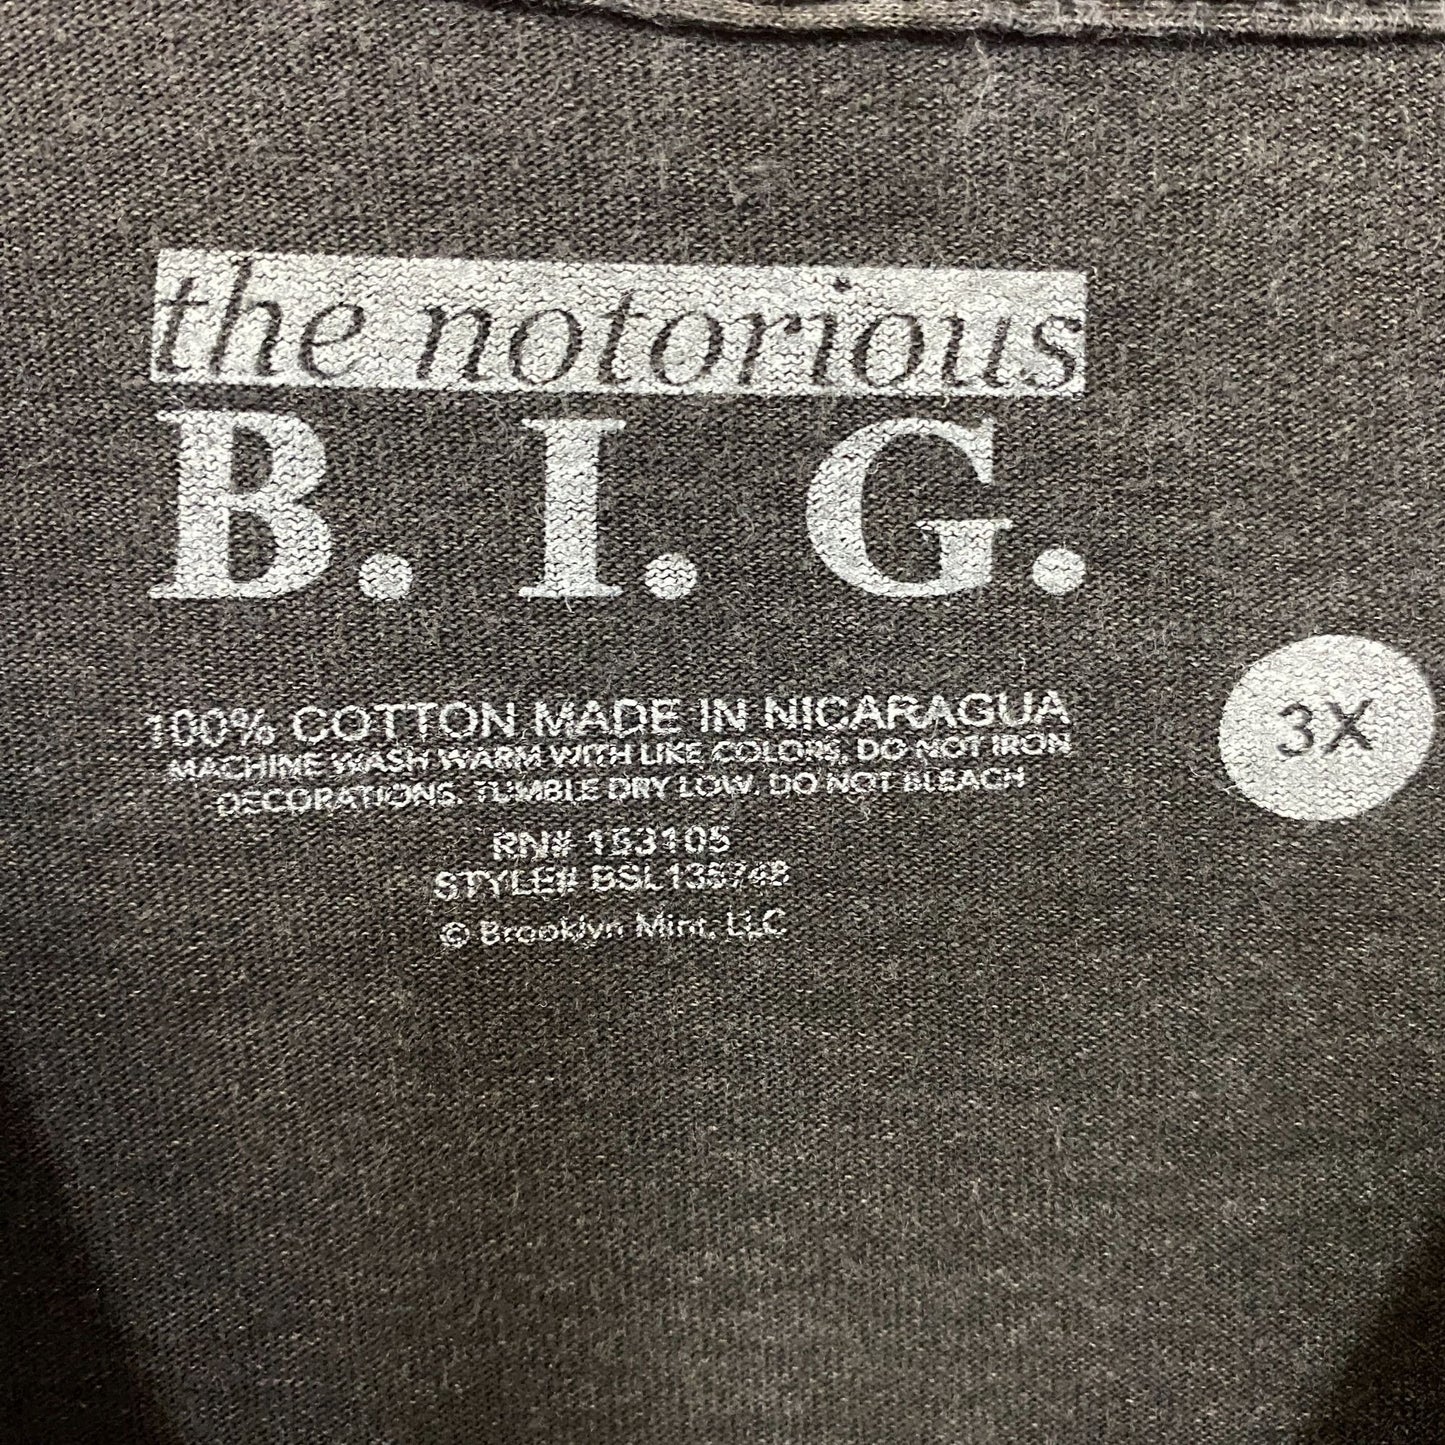 the notorious
B. I. G.
100% COTTON MADE IN NICARAGUA
MACHINE WASH WARM WITH LIKE COLORS, DO NOT IRON
DECORATIONS. TUMBLE DRY LOW. DO NOT BLEACH
RN# 153105
STYLE#
© Brooklyn Mint, LLC
3X